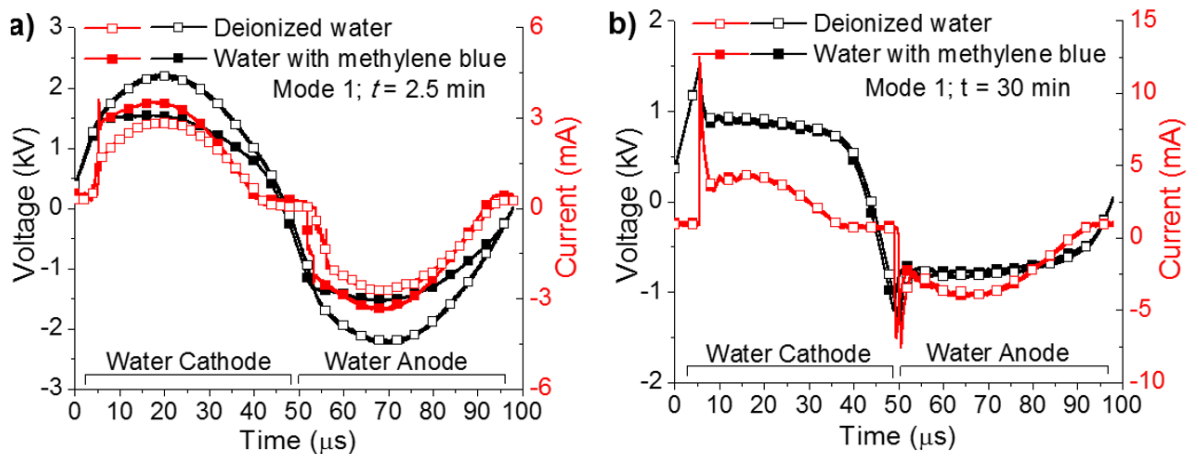 a)
Deionized water
Water with methylene blue
Mode 1; t = 2.5 min
Voltage (kV)
3
2
1
0
-1
-2
-3
Current (mA)
6
3
0
-3
-6
Water Cathode
Water Anode
0 10 20 30 40 50 60 70 80 90 100
Time (μs)
b)
Deionized water
Water with methylene blue
Mode 1; t = 30 min
Voltage (kV)
2
1
0
-1
-2
Current (mA)
15
10
5
0
-5
-10
Water Cathode
Water Anode
0 10 20 30 40 50 60 70 80 90 100
Time (μs)